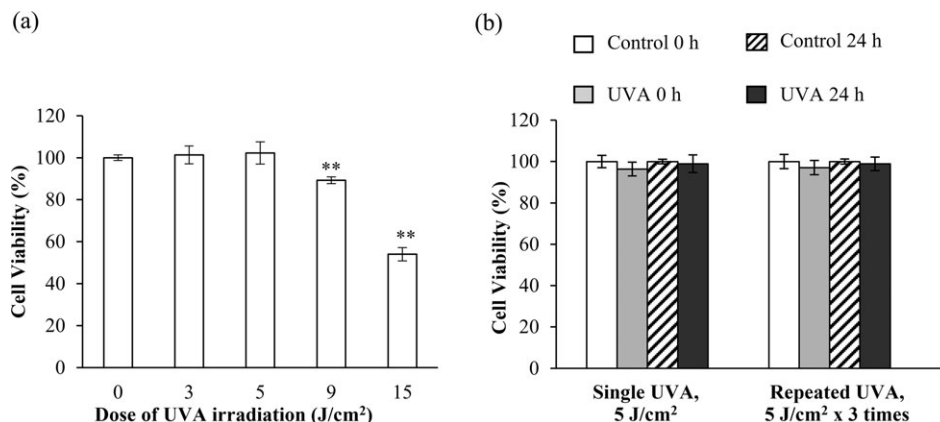 (a)
120
100
80
60
40
20
0
Cell Viability (%)
**
**
0 3 5 9 15
Dose of UVA irradiation (J/cm²)
(b)
Control 0 h Control 24 h
UVA 0 h UVA 24 h
120
100
80
60
40
20
0
Cell Viability (%)
Single UVA,
5 J/cm²
Repeated UVA,
5 J/cm² x 3 times